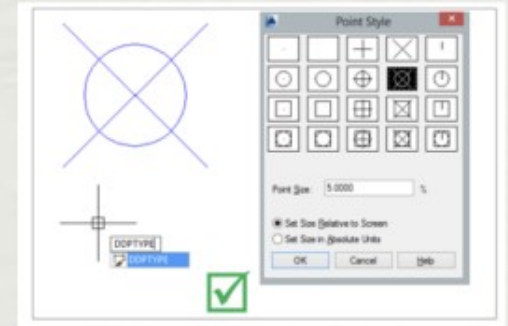 Point Style
Point Size: 5.0000 %
Set Size Relative to Screen
Set Size in Absolute Units
OK Cancel Help
DDPTYPE
DDPTYPE